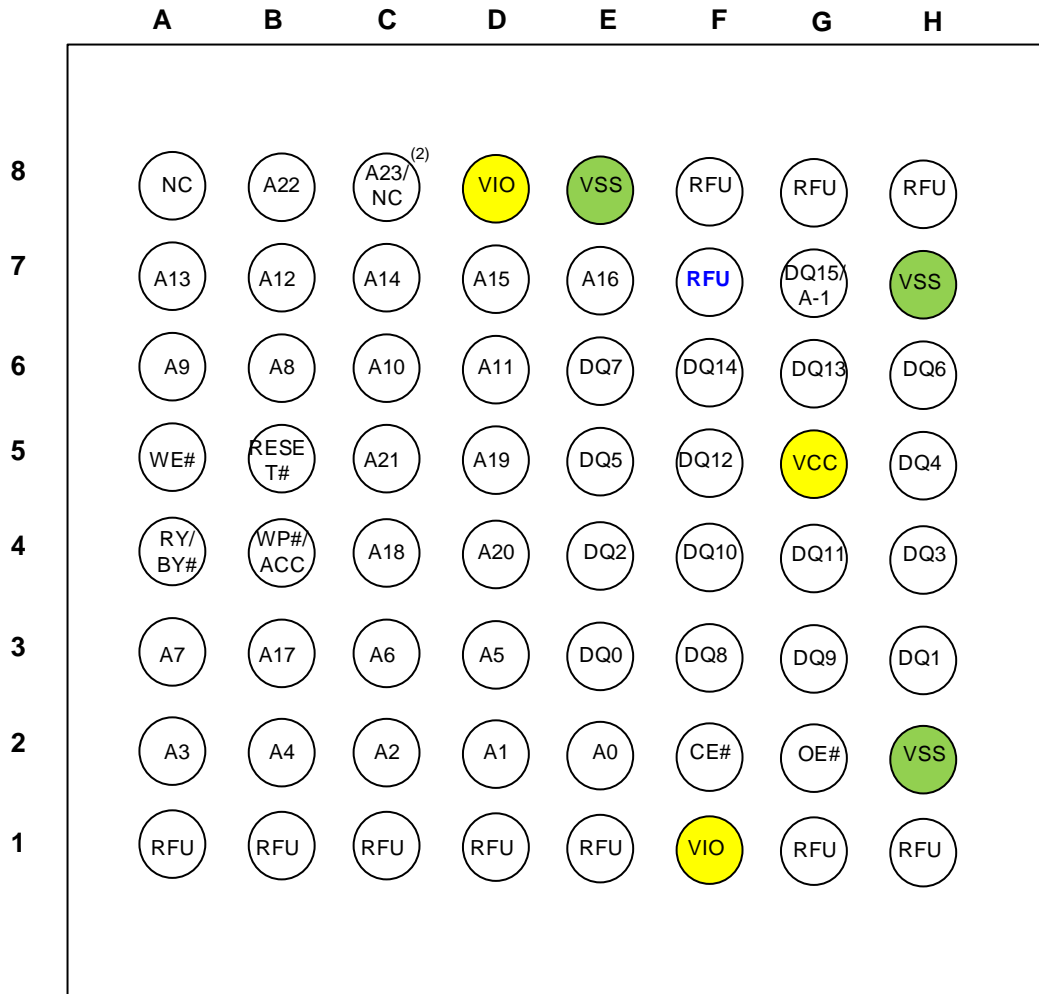 A B C D E F G H
8 NC A22 A23/ NC (2) VIO VSS RFU RFU RFU
7 A13 A12 A14 A15 A16 RFU DQ15/ A-1 VSS
6 A9 A8 A10 A11 DQ7 DQ14 DQ13 DQ6
5 WE# RESE T# A21 A19 DQ5 DQ12 VCC DQ4
4 RY/ BY# WP#/ ACC A18 A20 DQ2 DQ10 DQ11 DQ3
3 A7 A17 A6 A5 DQ0 DQ8 DQ9 DQ1
2 A3 A4 A2 A1 A0 CE# OE# VSS
1 RFU RFU RFU RFU RFU VIO RFU RFU